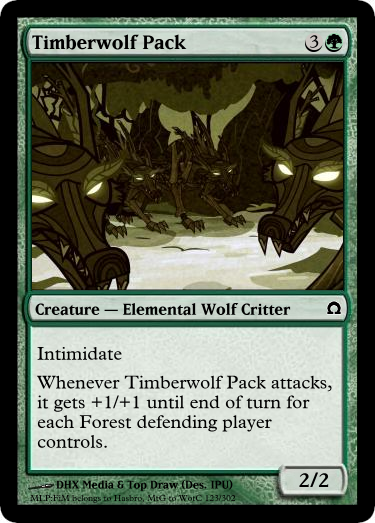 Timberwolf Pack 3
Creature — Elemental Wolf Critter Ω
Intimidate
Whenever Timberwolf Pack attacks,
it gets +1/+1 until end of turn for
each Forest defending player
controls.
DHX Media & Top Draw (Des. IPU)
MLP:FiM belongs to Hasbro, MtG to WotC 123/302
2/2